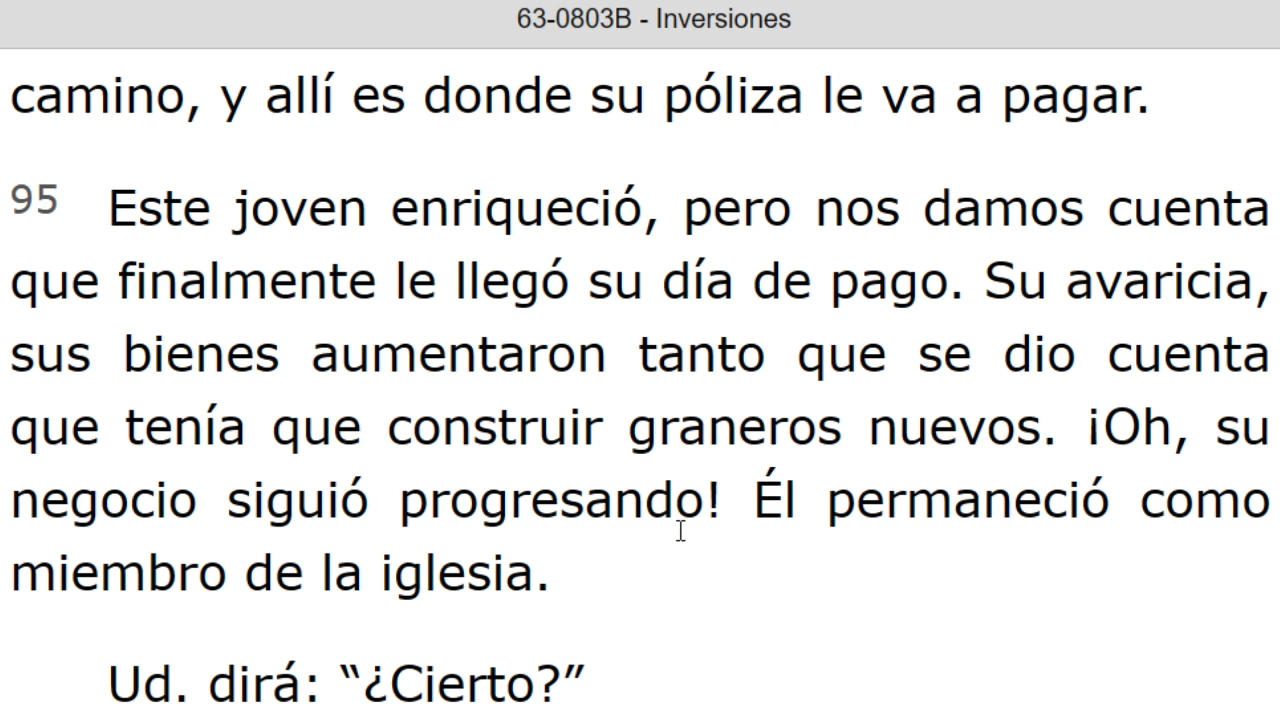 63-0803B - Inversiones
camino, y allí es donde su póliza le va a pagar.
95 Este joven enriqueció, pero nos damos cuenta
que finalmente le llegó su día de pago. Su avaricia,
sus bienes aumentaron tanto que se dio cuenta
que tenía que construir graneros nuevos. ¡Oh, su
negocio siguió progresando! Él permaneció como
miembro de la iglesia.
Ud. dirá: “¿Cierto?”